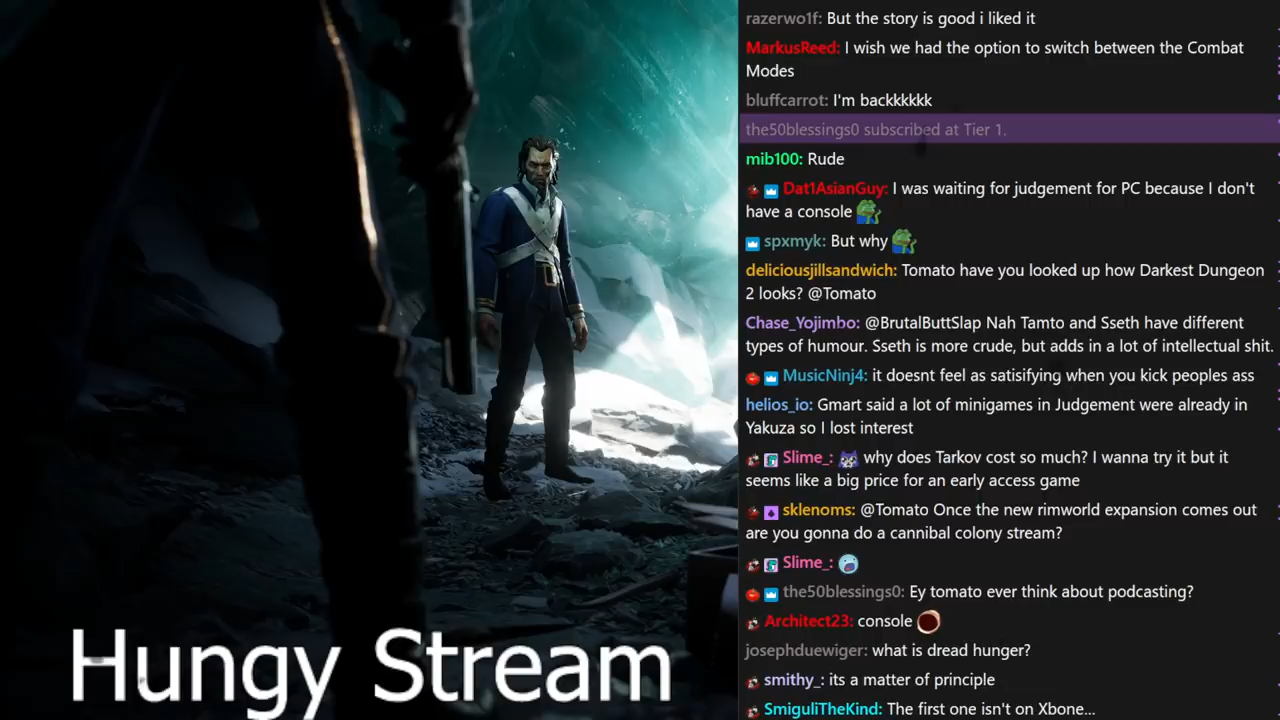 razerwo1f: But the story is good i liked it
MarkusReed: I wish we had the option to switch between the Combat
Modes
bluffcarrot: I'm backkkkkk
the50blessings0 subscribed at Tier 1.
mib100: Rude
Dat1AsianGuy: I was waiting for judgement for PC because I don't
have a console
spxmyk: But why
deliciousjillsandwich: Tomato have you looked up how Darkest Dungeon
2 looks? @Tomato
Chase_Yojimbo: @BrutalButtSlap Nah Tamto and Sseth have different
types of humour. Sseth is more crude, but adds in a lot of intellectual shit.
MusicNinj4: it doesnt feel as satisifying when you kick peoples ass
helios_io: Gmart said a lot of minigames in Judgement were already in
Yakuza so I lost interest
Slime_: why does Tarkov cost so much? I wanna try it but it
seems like a big price for an early access game
sklenoms: @Tomato Once the new rimworld expansion comes out
are you gonna do a cannibal colony stream?
Slime_:
the50blessings0: Ey tomato ever think about podcasting?
Architect23: console
josephduewiger: what is dread hunger?
smithy_: its a matter of principle
SmiguliTheKind: The first one isn't on Xbone...
Hungy Stream